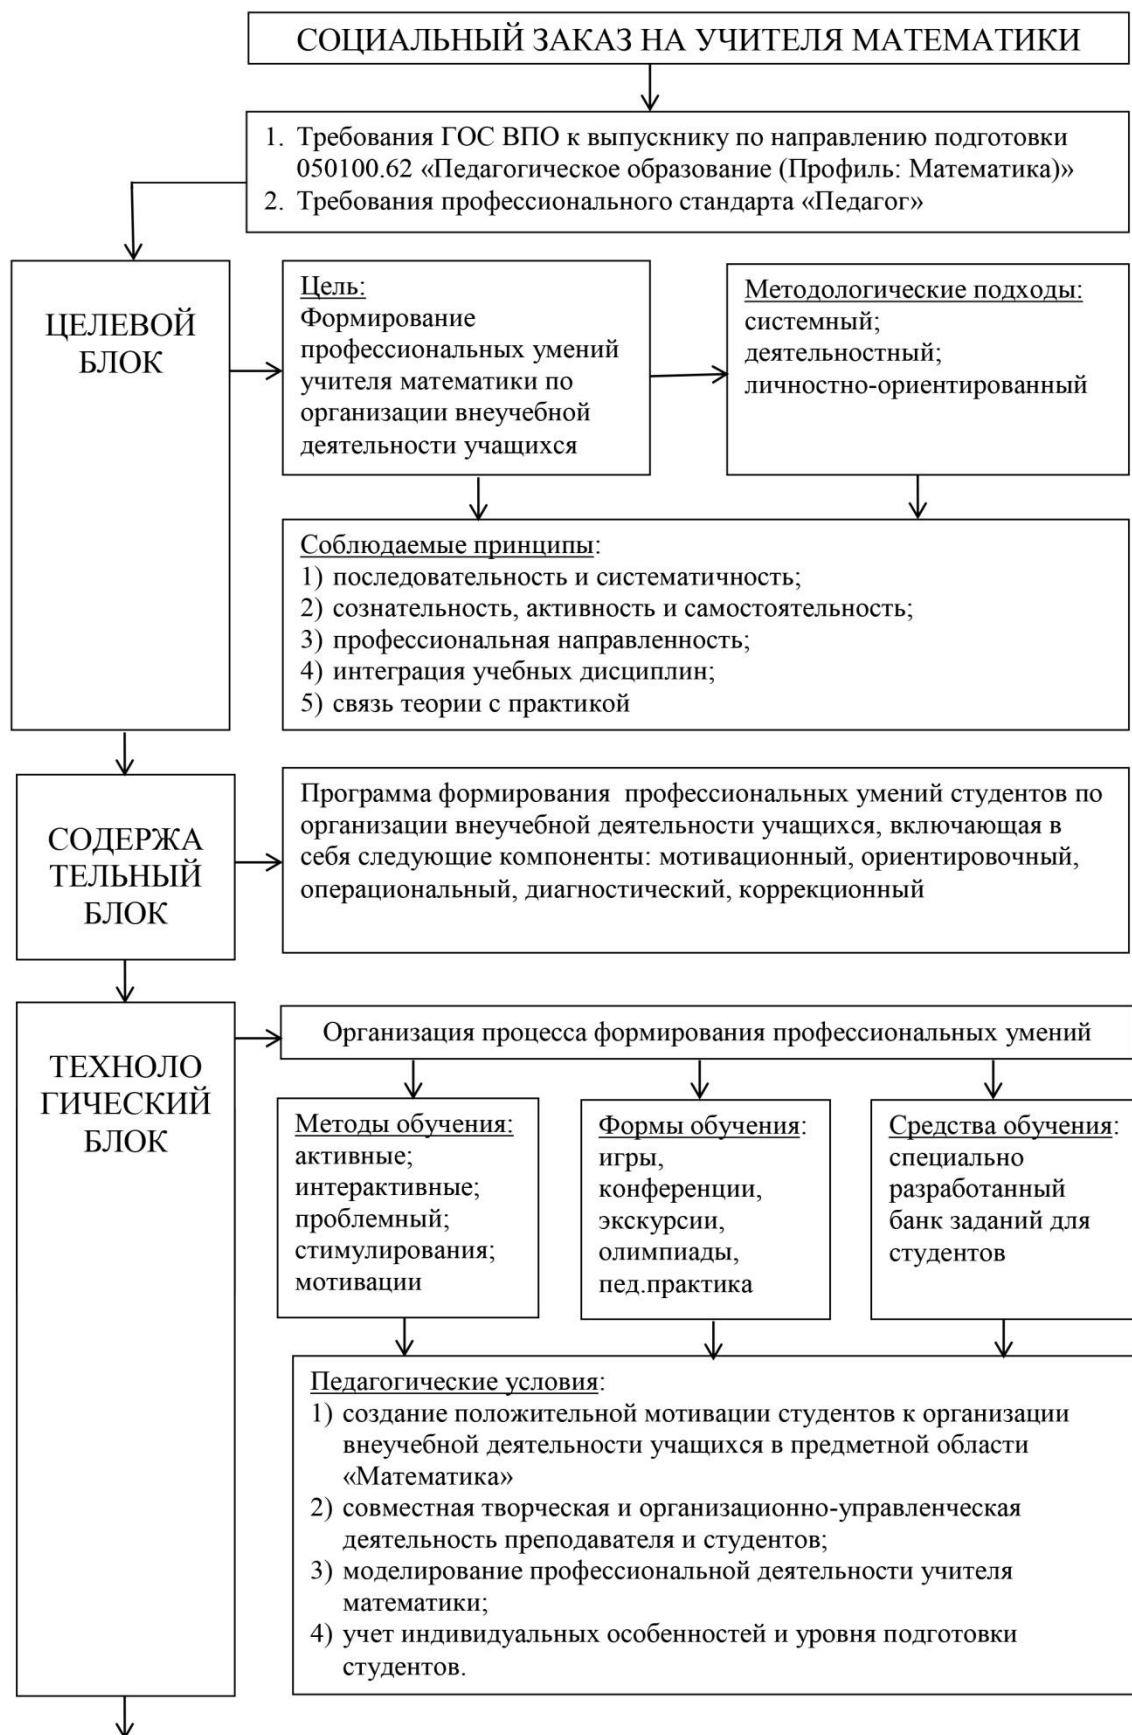 СОЦИАЛЬНЫЙ ЗАКАЗ НА УЧИТЕЛЯ МАТЕМАТИКИ
1. Требования ГОС ВПО к выпускнику по направлению подготовки
050100.62 «Педагогическое образование (Профиль: Математика)»
2. Требования профессионального стандарта «Педагог»
ЦЕЛЕВОЙ
БЛОК
Цель:
Формирование
профессиональных умений
учителя математики по
организации внеучебной
деятельности учащихся
Методологические подходы:
системный;
деятельностный;
личностно-ориентированный
Соблюдаемые принципы:
1) последовательность и систематичность;
2) сознательность, активность и самостоятельность;
3) профессиональная направленность;
4) интеграция учебных дисциплин;
5) связь теории с практикой
СОДЕРЖА
ТЕЛЬНЫЙ
БЛОК
Программа формирования профессиональных умений студентов по
организации внеучебной деятельности учащихся, включающая в
себя следующие компоненты: мотивационный, ориентировочный,
операциональный, диагностический, коррекционный
ТЕХНОЛО
ГИЧЕСКИЙ
БЛОК
Организация процесса формирования профессиональных умений
Методы обучения:
активные;
интерактивные;
проблемный;
стимулирования;
мотивации
Формы обучения:
игры,
конференции,
экскурсии,
олимпиады,
пед.практика
Средства обучения:
специально
разработанный
банк заданий для
студентов
Педагогические условия:
1) создание положительной мотивации студентов к организации
внеучебной деятельности учащихся в предметной области
«Математика»
2) совместная творческая и организационно-управленческая
деятельность преподавателя и студентов;
3) моделирование профессиональной деятельности учителя
математики;
4) учет индивидуальных особенностей и уровня подготовки
студентов.